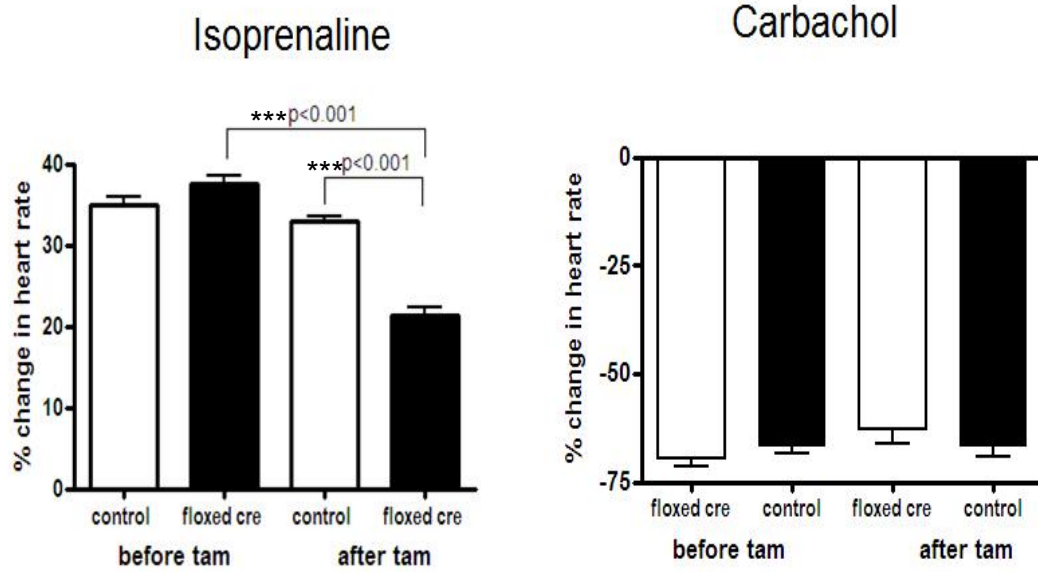 Isoprenaline
***p<0.001
***p<0.001
% change in heart rate
40
30
20
10
0
control floxed cre control floxed cre
before tam after tam
Carbachol
% change in heart rate
0
-25
-50
-75
floxed cre control floxed cre control
before tam after tam